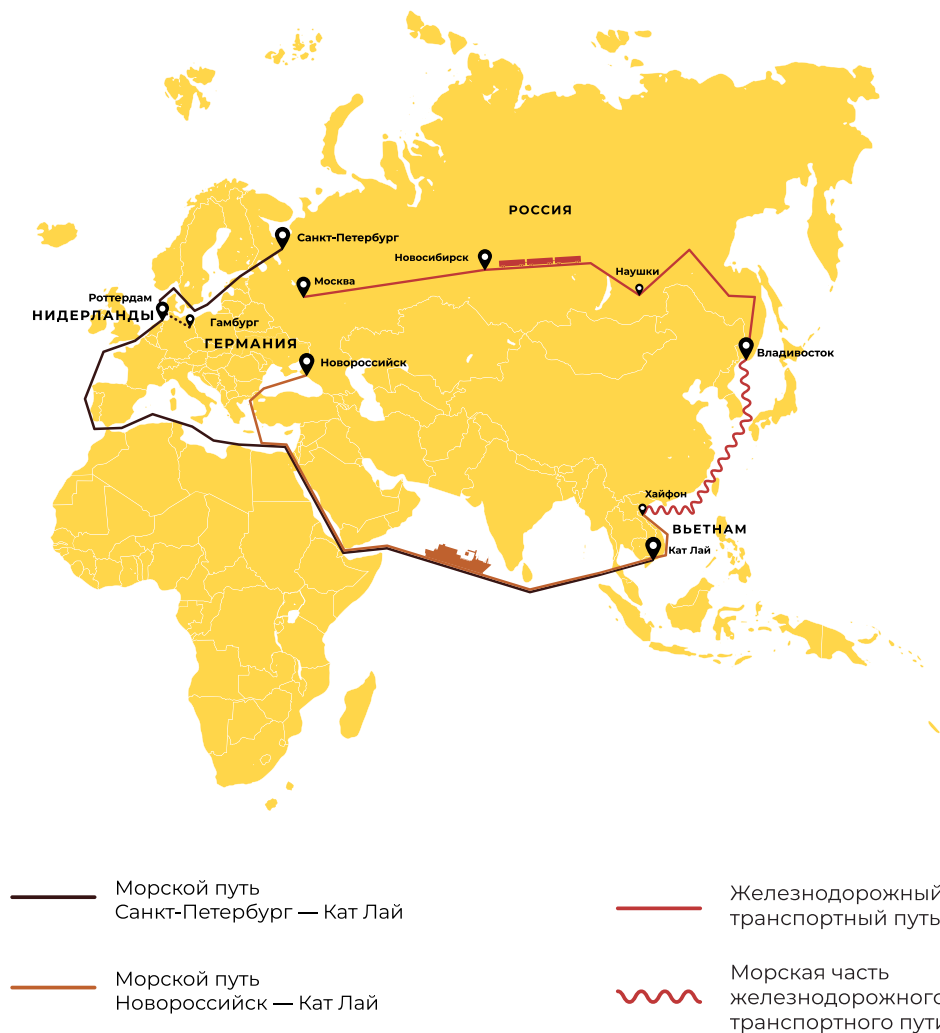 РОССИЯ
Санкт-Петербург
Новосибирск
Наушки
Москва
Роттердам
НИДЕРЛАНДЫ
Гамбург
ГЕРМАНИЯ
Новороссийск
Владивосток
Хайфон
ВЬЕТНАМ
Кат Лай
Морской путь
Санкт-Петербург — Кат Лай
Морской путь
Новороссийск — Кат Лай
Железнодорожный
транспортный путь
Морская часть
железнодорожного
транспортного пути